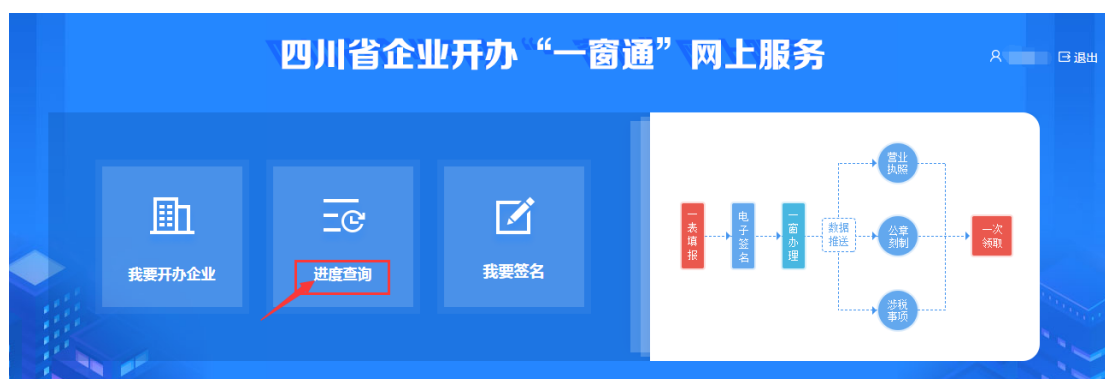 四川省企业开办“一窗通”网上服务
退出
我要开办企业
进度查询
我要签名
一表填报
电子签名
一窗办理
数据
推送
营业
执照
公章
刻制
涉税
事项
一次
领取